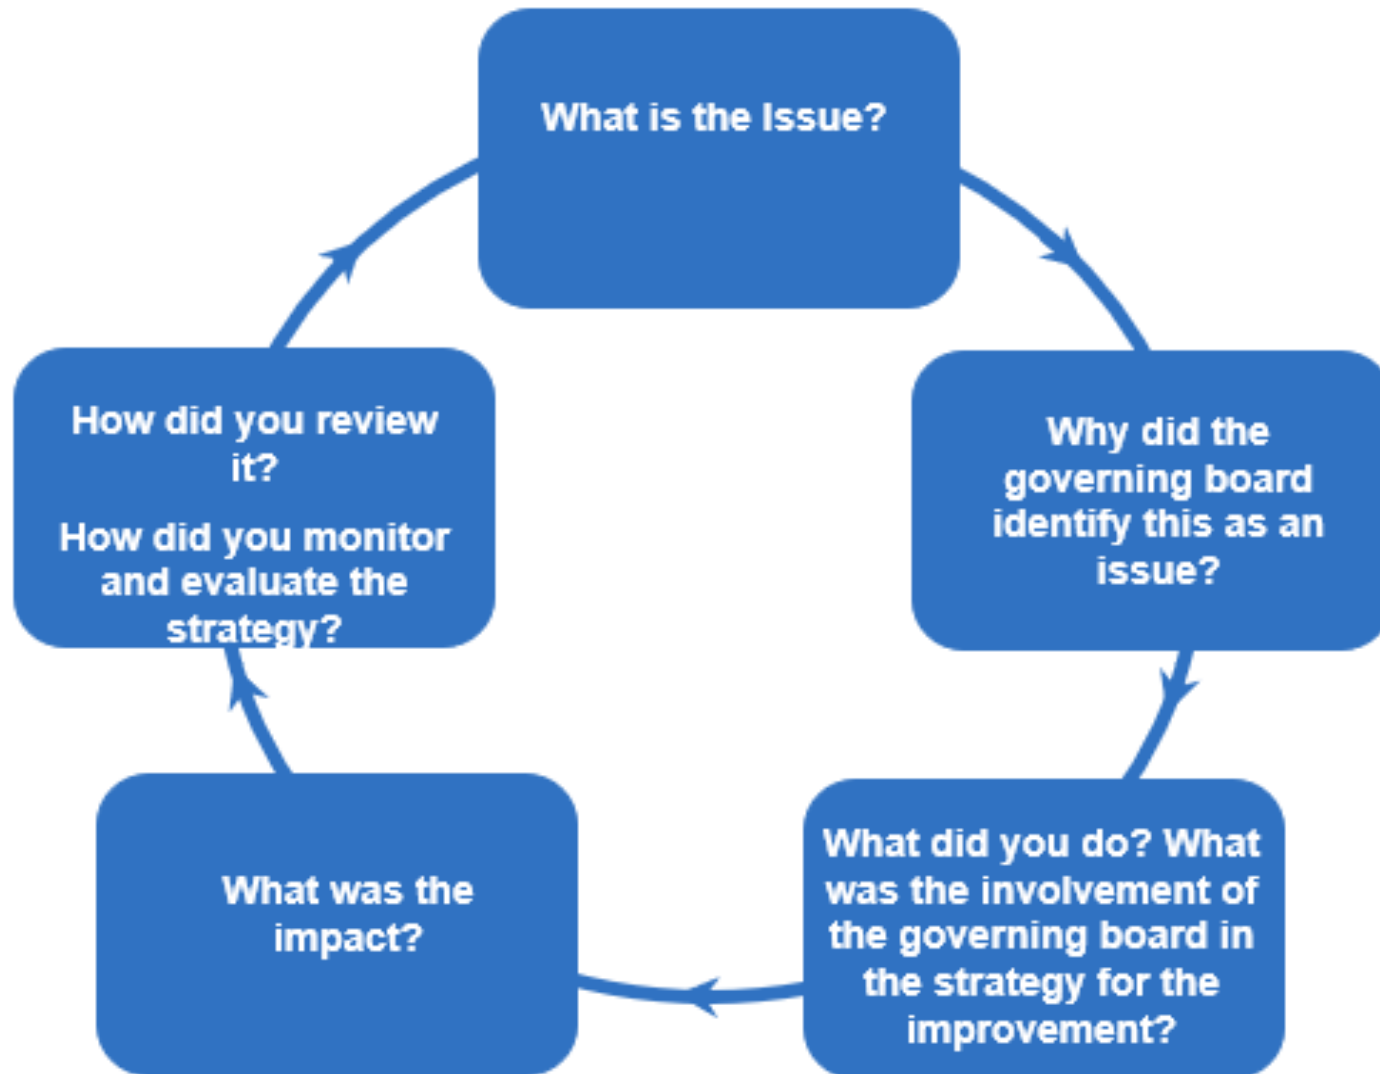 What is the Issue?
Why did the
governing board
identify this as an
issue?
What did you do? What
was the involvement of
the governing board in
the strategy for the
improvement?
What was the
impact?
How did you review
it?
How did you monitor
and evaluate the
strategy?